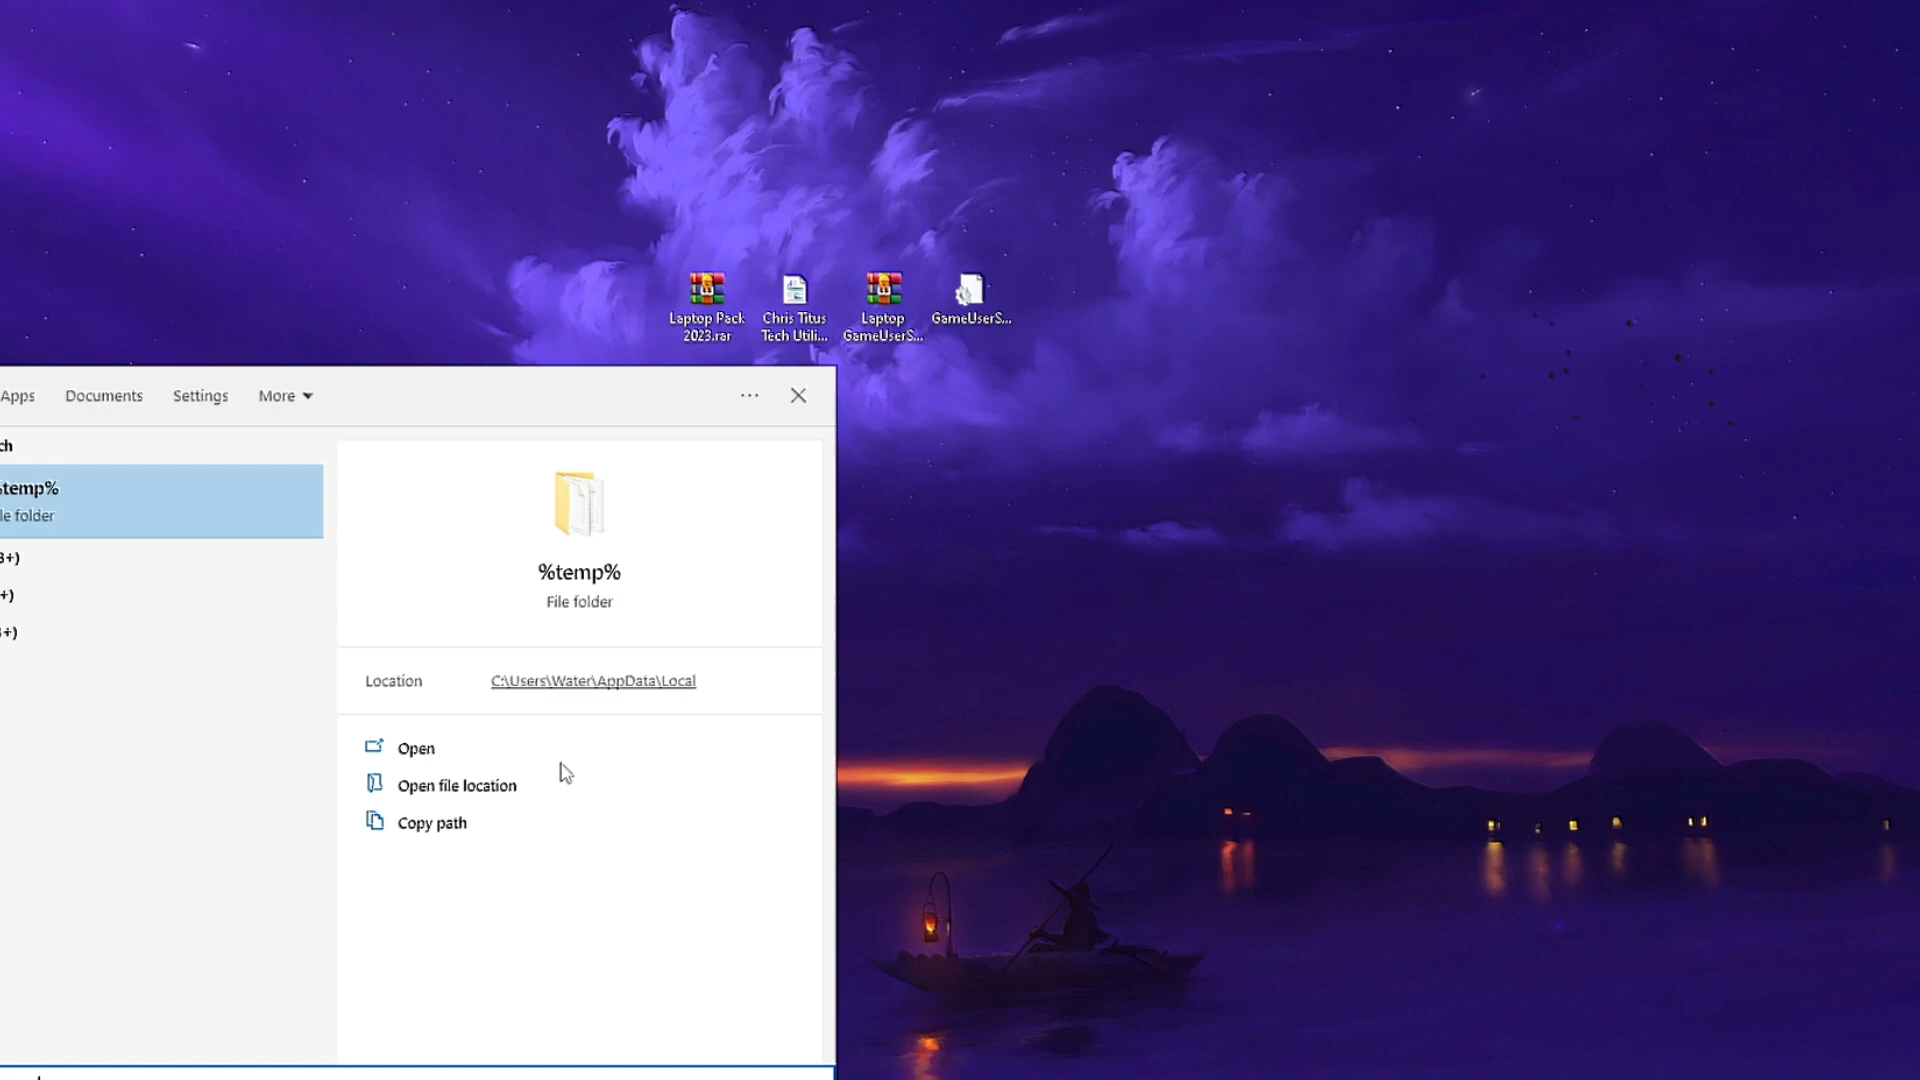 Laptop Pack
2023.rar
Chris Titus
Tech Utili...
Laptop
GameUserS...
GameUserS...
Apps
Documents
Settings
More
ch
%temp%
le folder
3+)
+)
3+)
%temp%
File folder
Location
C:\Users\Water\AppData\Local
Open
Open file location
Copy path